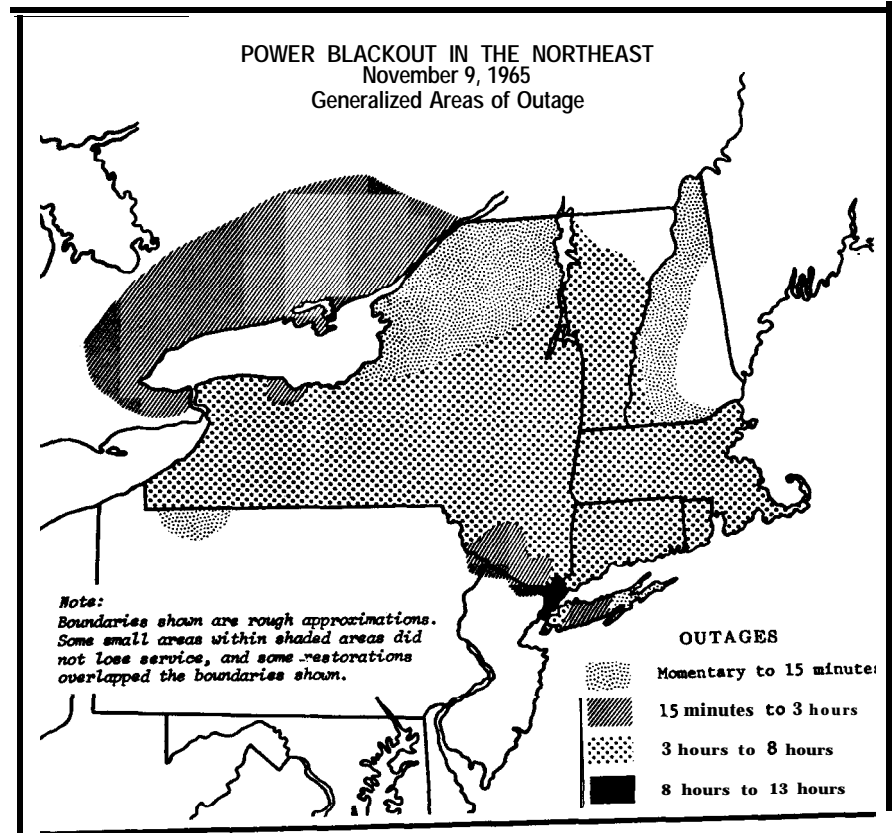 POWER BLACKOUT IN THE NORTHEAST
November 9, 1965
Generalized Areas of Outage
Note:
Boundaries shown are rough approximations.
Some small areas within shaded areas did
not lose service, and some restorations
overlapped the boundaries shown.
OUTAGES
Momentary to 15 minutes
15 minutes to 3 hours
3 hours to 8 hours
8 hours to 13 hours